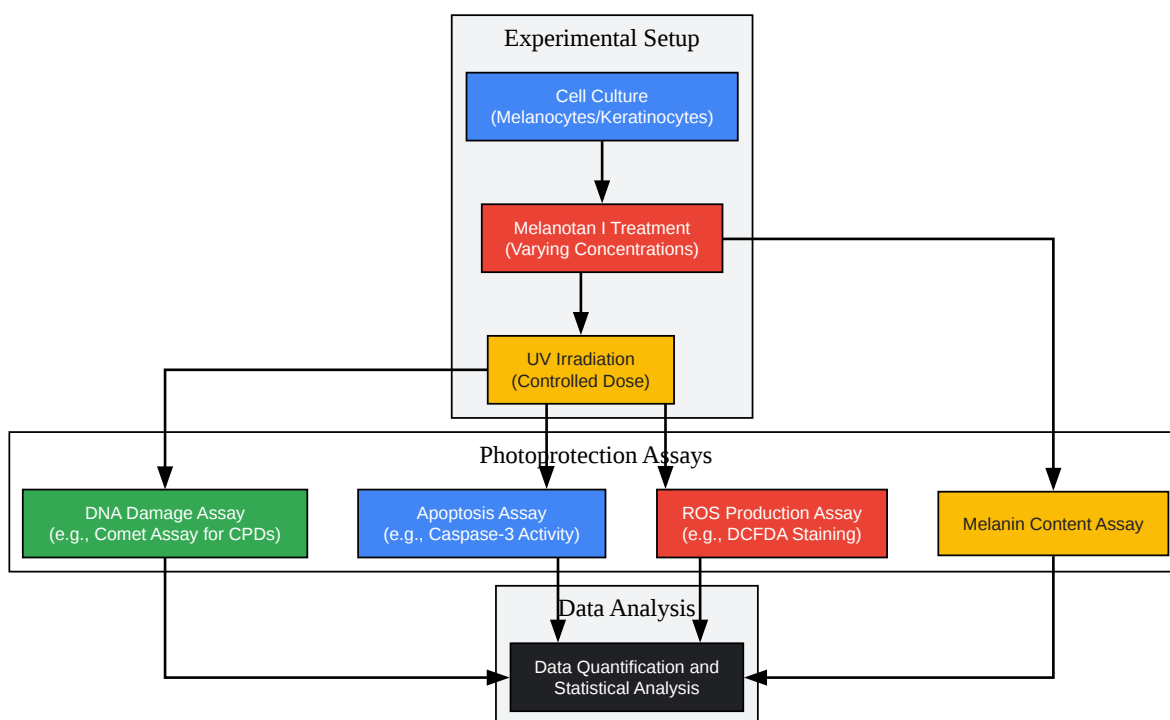 Experimental Setup
Cell Culture
(Melanocytes/Keratinocytes)
Melanotan I Treatment
(Varying Concentrations)
UV Irradiation
(Controlled Dose)
Photoprotection Assays
DNA Damage Assay
(e.g., Comet Assay for CPDs)
Apoptosis Assay
(e.g., Caspase-3 Activity)
ROS Production Assay
(e.g., DCFDA Staining)
Melanin Content Assay
Data Analysis
Data Quantification and
Statistical Analysis